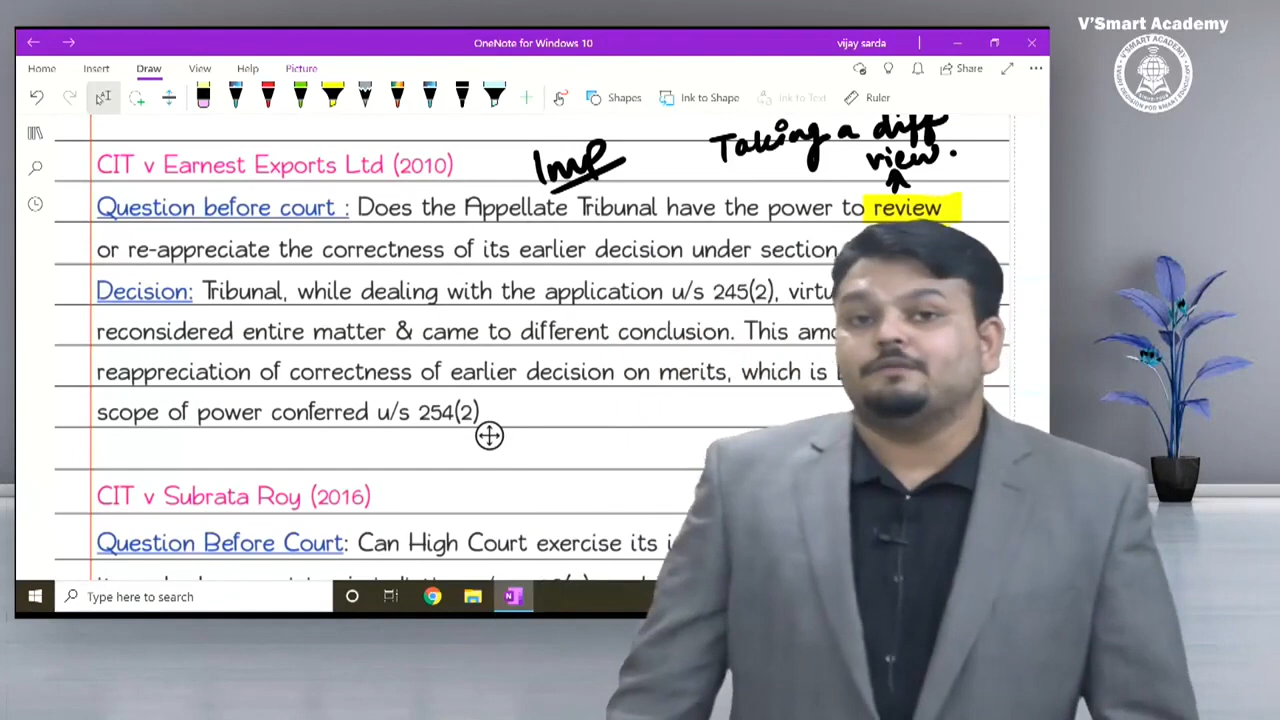 V'Smart Academy
OneNote for Windows 10
vijay sarda
Home Insert Draw View Help Picture
Share
Shapes Ink to Shape Ink to Text Ruler
Taking a diff
view.
CIT v Earnest Exports Ltd (2010) Imp
Question before court : Does the Appellate Tribunal have the power to review
or re-appreciate the correctness of its earlier decision under section
Decision: Tribunal, while dealing with the application u/s 245(2),
reconsidered entire matter & came to different conclusion. This
reappreciation of correctness of earlier decision on merits, which is
scope of power conferred u/s 254(2)
CIT v Subrata Roy (2016)
Question Before Court: Can High Court exercise its
Type here to search